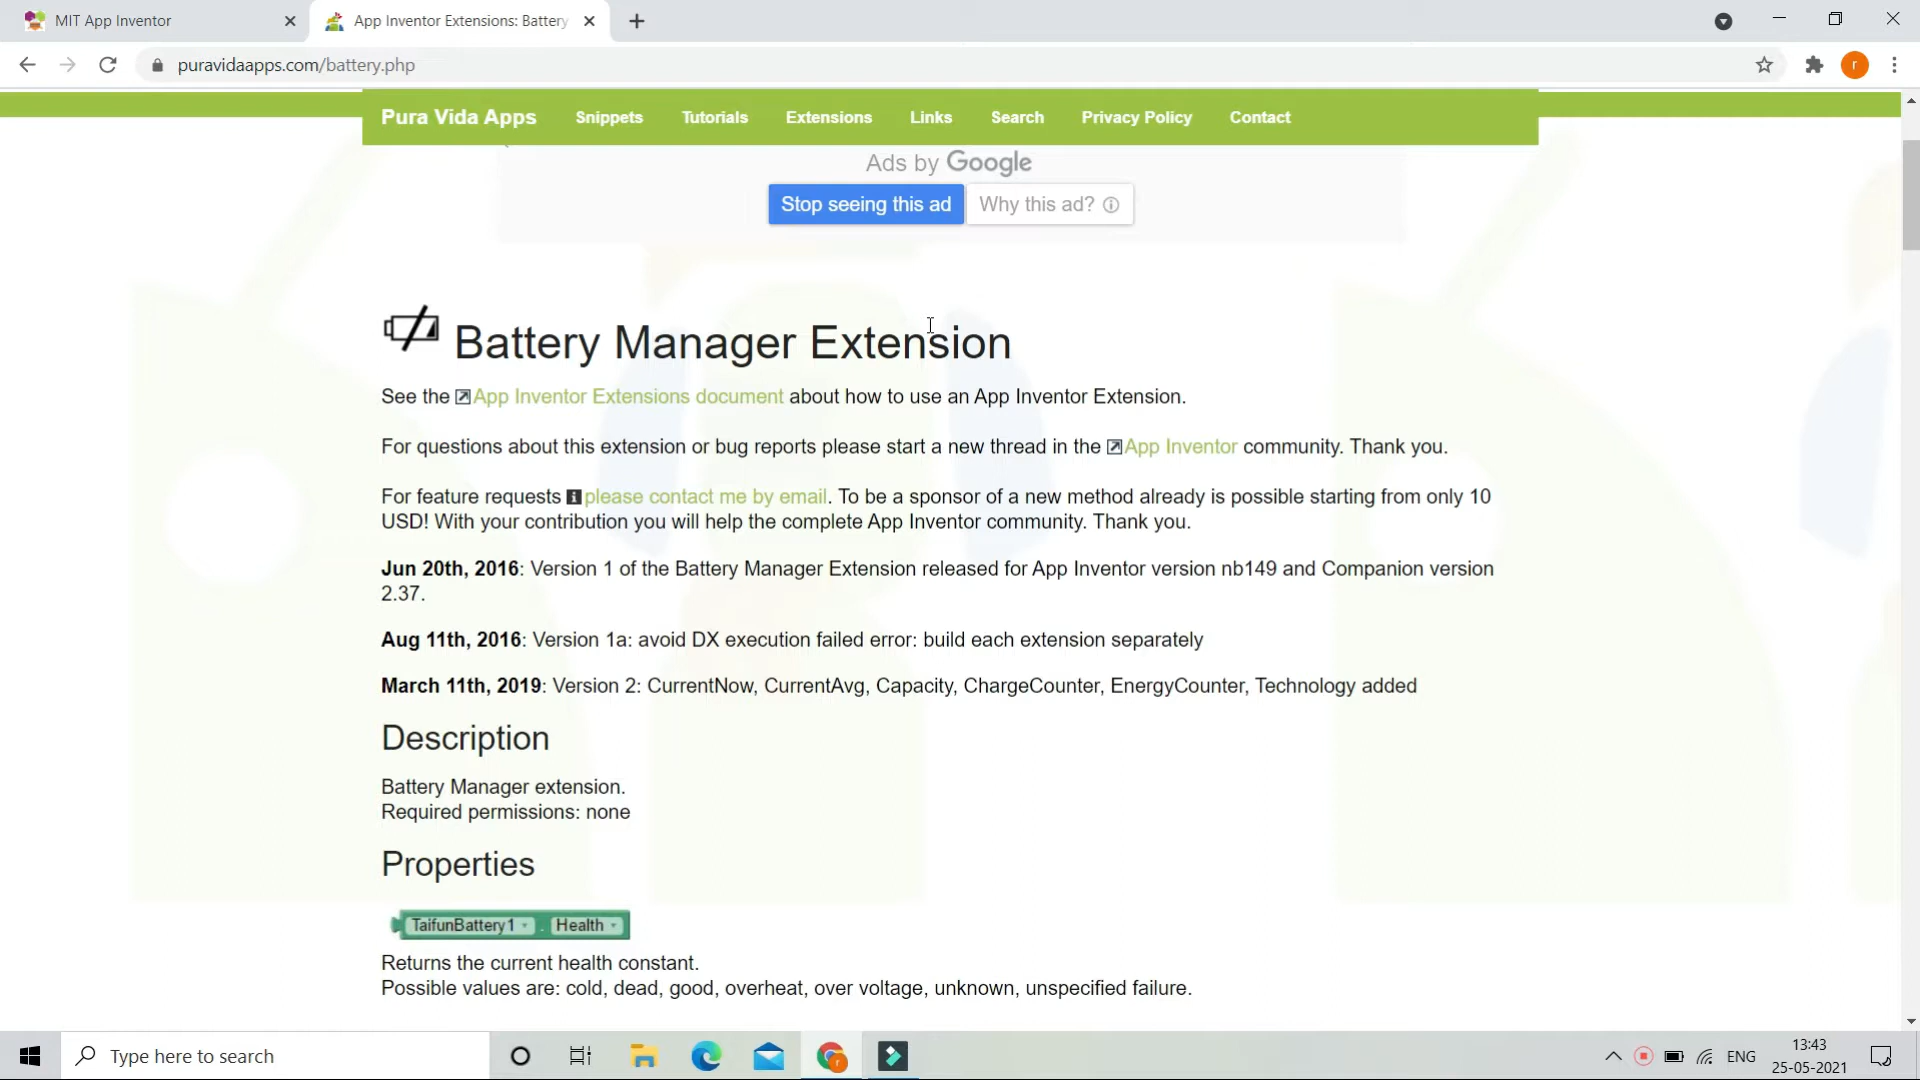 MIT App Inventor
App Inventor Extensions: Battery
puravidaapps.com/battery.php
r
Pura Vida Apps Snippets Tutorials Extensions Links Search Privacy Policy Contact
Ads by Google
Stop seeing this ad Why this ad?
Battery Manager Extension
See the App Inventor Extensions document about how to use an App Inventor Extension.
For questions about this extension or bug reports please start a new thread in the App Inventor community. Thank you.
For feature requests please contact me by email. To be a sponsor of a new method already is possible starting from only 10
USD! With your contribution you will help the complete App Inventor community. Thank you.
Jun 20th, 2016: Version 1 of the Battery Manager Extension released for App Inventor version nb149 and Companion version
2.37.
Aug 11th, 2016: Version 1a: avoid DX execution failed error: build each extension separately
March 11th, 2019: Version 2: CurrentNow, CurrentAvg, Capacity, ChargeCounter, EnergyCounter, Technology added
Description
Battery Manager extension.
Required permissions: none
Properties
TaifunBattery1 . Health
Returns the current health constant.
Possible values are: cold, dead, good, overheat, over voltage, unknown, unspecified failure.
Type here to search
ENG
13:43
25-05-2021